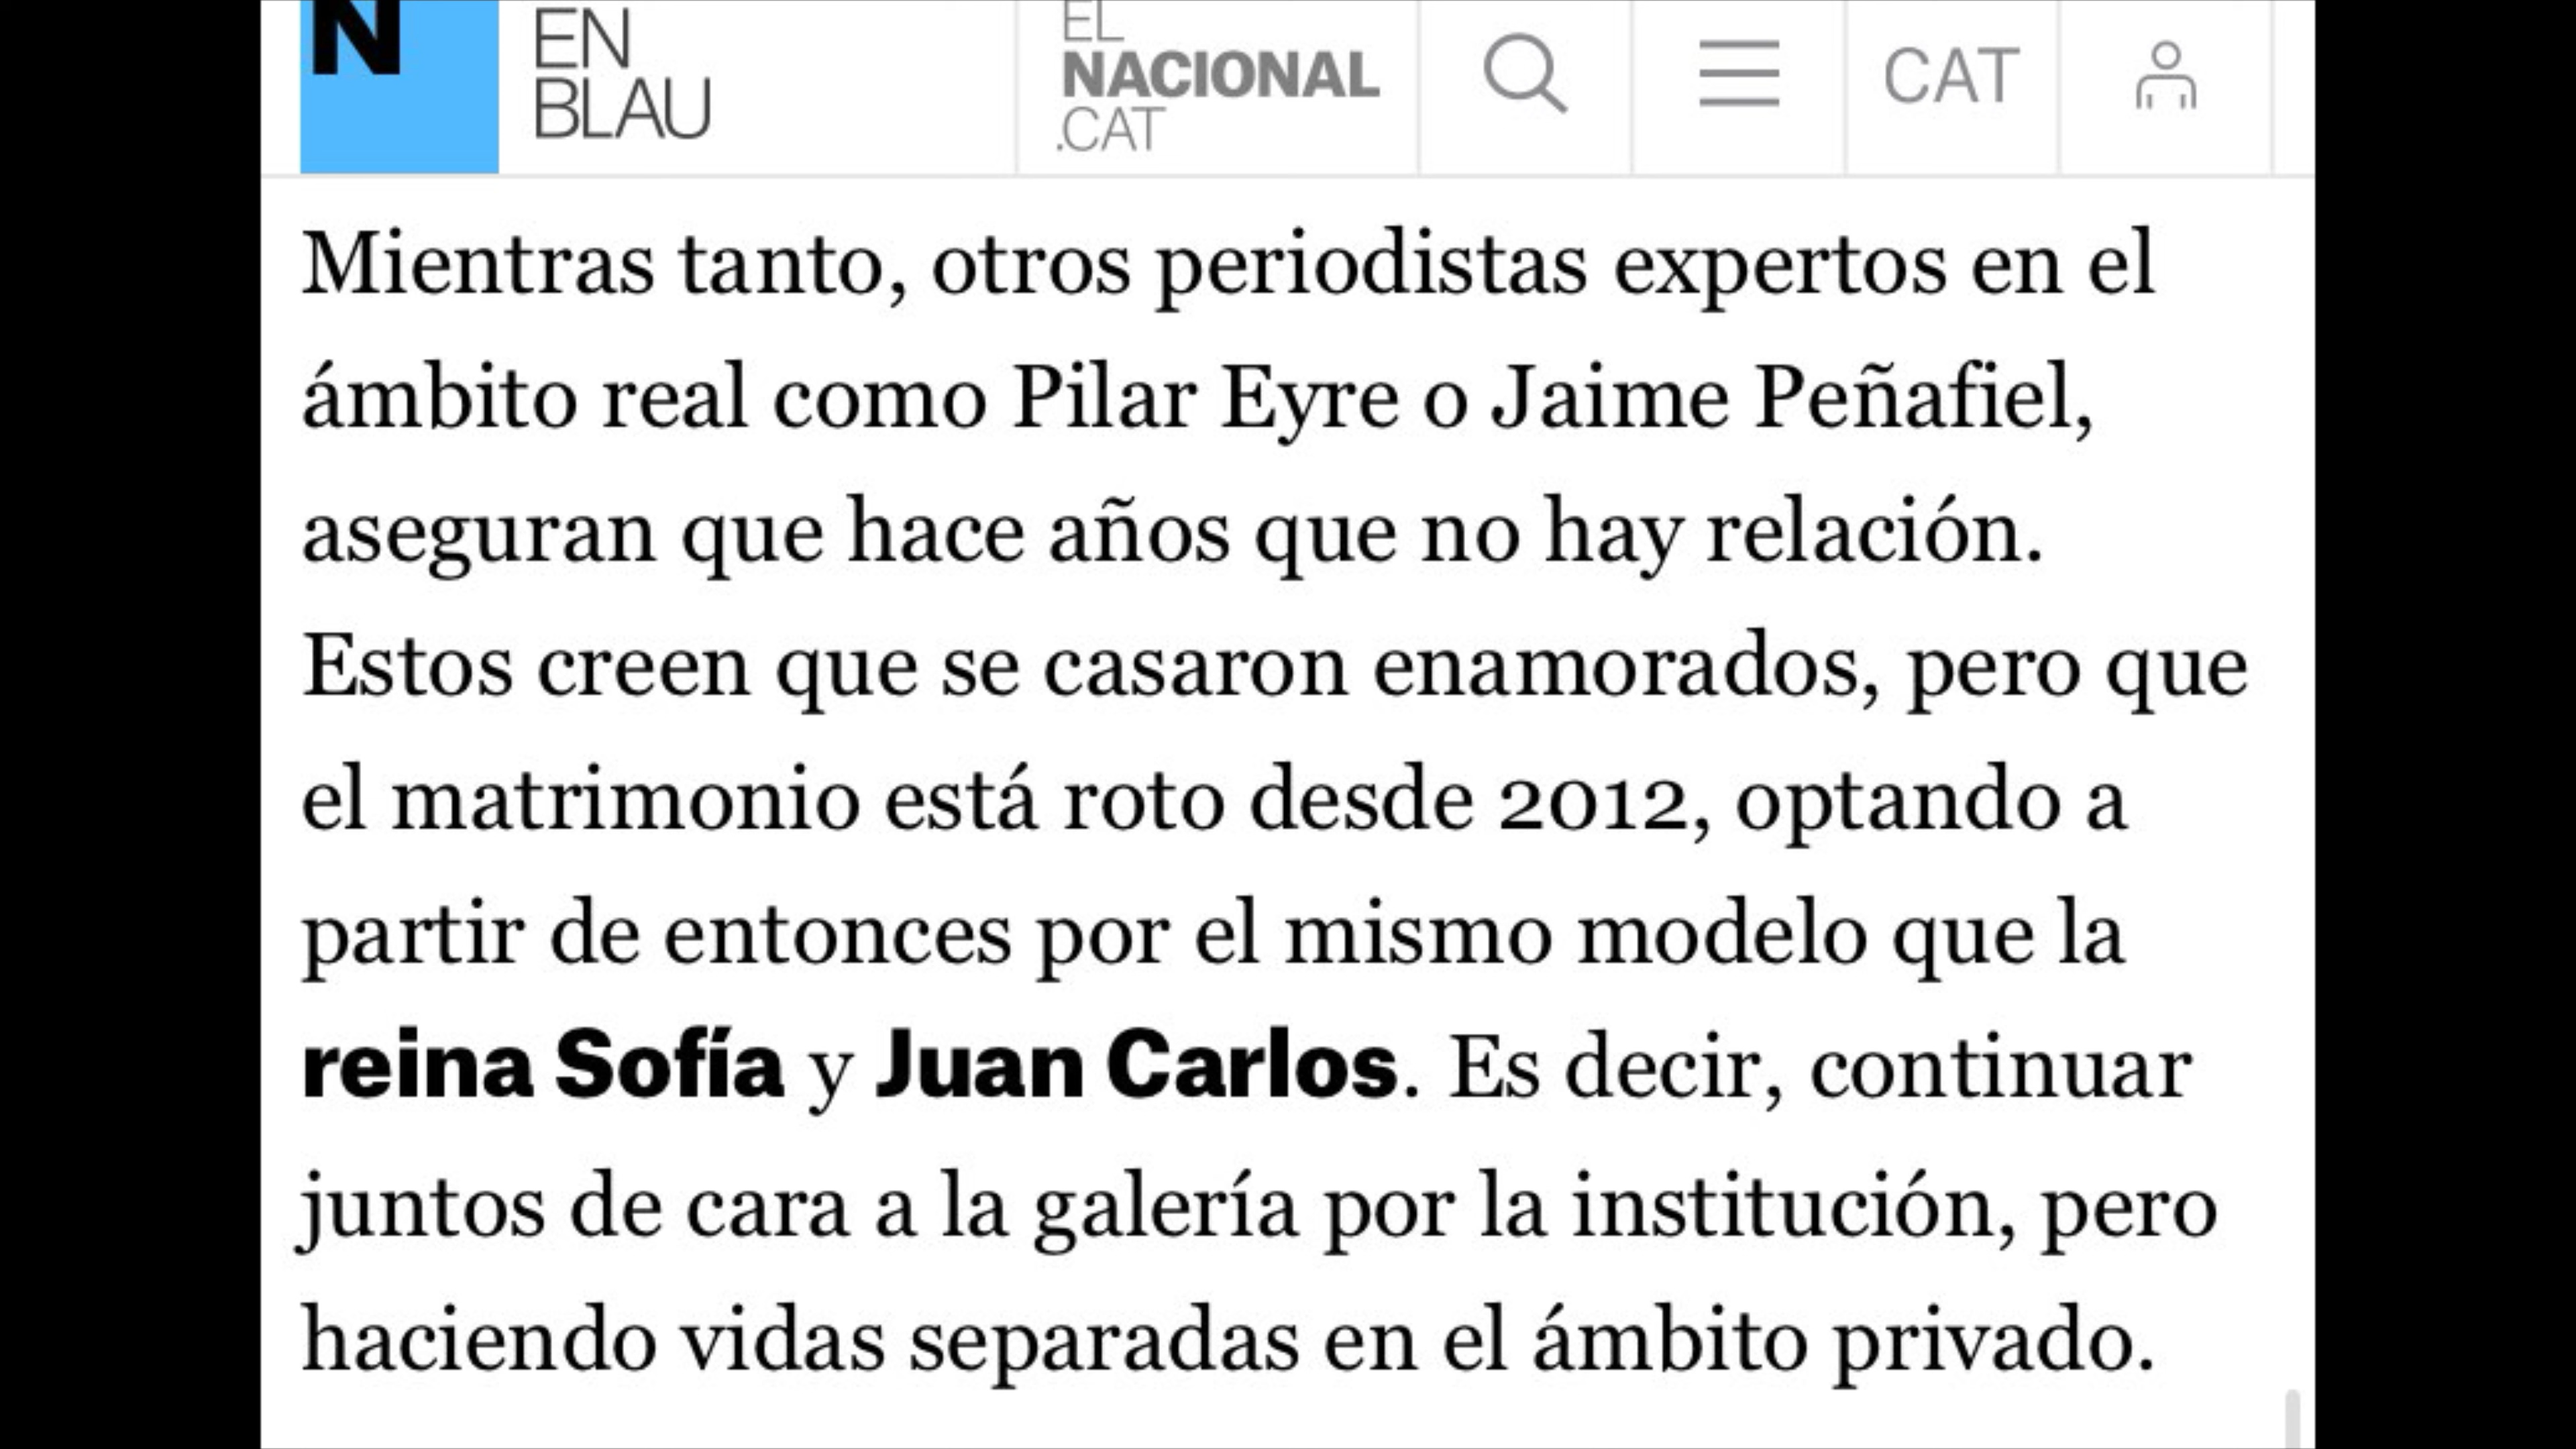 N
EN
BLAU
EL
NACIONAL
.CAT
CAT
Mientras tanto, otros periodistas expertos en el
ámbito real como Pilar Eyre o Jaime Peñafiel,
aseguran que hace años que no hay relación.
Estos creen que se casaron enamorados, pero que
el matrimonio está roto desde 2012, optando a
partir de entonces por el mismo modelo que la
reina Sofía y Juan Carlos. Es decir, continuar
juntos de cara a la galería por la institución, pero
haciendo vidas separadas en el ámbito privado.